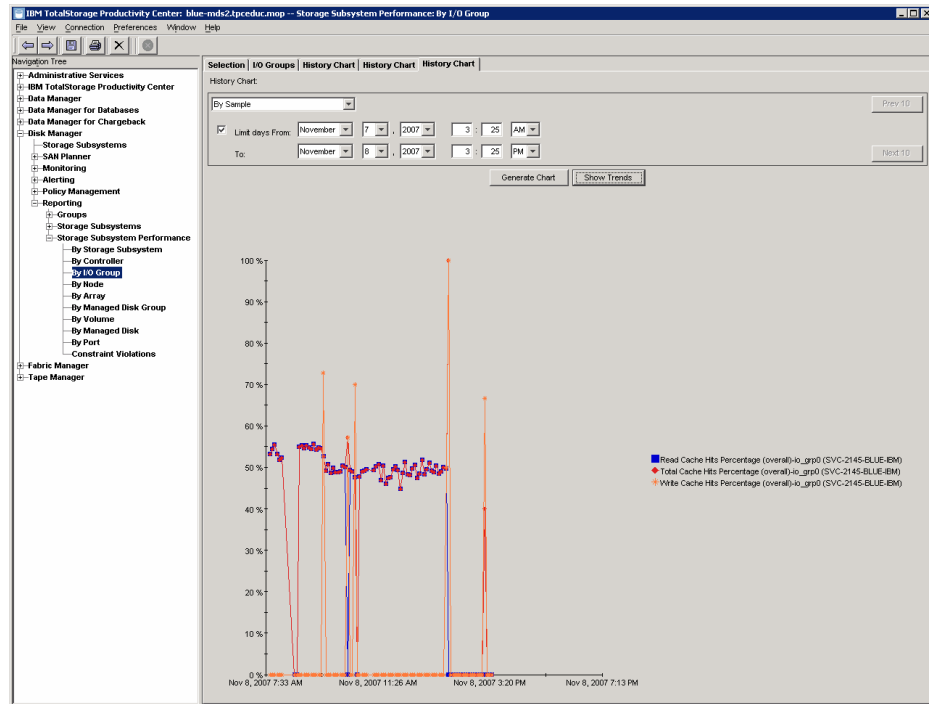 IBM TotalStorage Productivity Center: blue-mds2.tpceduc.mop -- Storage Subsystem Performance: By I/O Group
File View Connection Preferences Window Help
Navigation Tree
Administrative Services
IBM TotalStorage Productivity Center
Data Manager
Data Manager for Databases
Data Manager for Chargeback
Disk Manager
Storage Subsystems
SAN Planner
Monitoring
Alerting
Policy Management
Reporting
Groups
Storage Subsystems
Storage Subsystem Performance
By Storage Subsystem
By Controller
By I/O Group
By Node
By Array
By Managed Disk Group
By Volume
By Managed Disk
By Port
Constraint Violations
Fabric Manager
Tape Manager
Selection I/O Groups History Chart History Chart History Chart
History Chart:
By Sample
Prev 10
Limit days From: November 7 , 2007 3 : 25 AM
To: November 8 , 2007 3 : 25 PM
Next 10
Generate Chart Show Trends
100 %
90 %
80 %
70 %
60 %
50 %
40 %
30 %
20 %
10 %
0 %
Nov 8, 2007 7:33 AM Nov 8, 2007 11:26 AM Nov 8, 2007 3:20 PM Nov 8, 2007 7:13 PM
Read Cache Hits Percentage (overall)-io_grp0 (SVC-2145-BLUE-IBM)
Total Cache Hits Percentage (overall)-io_grp0 (SVC-2145-BLUE-IBM)
Write Cache Hits Percentage (overall)-io_grp0 (SVC-2145-BLUE-IBM)